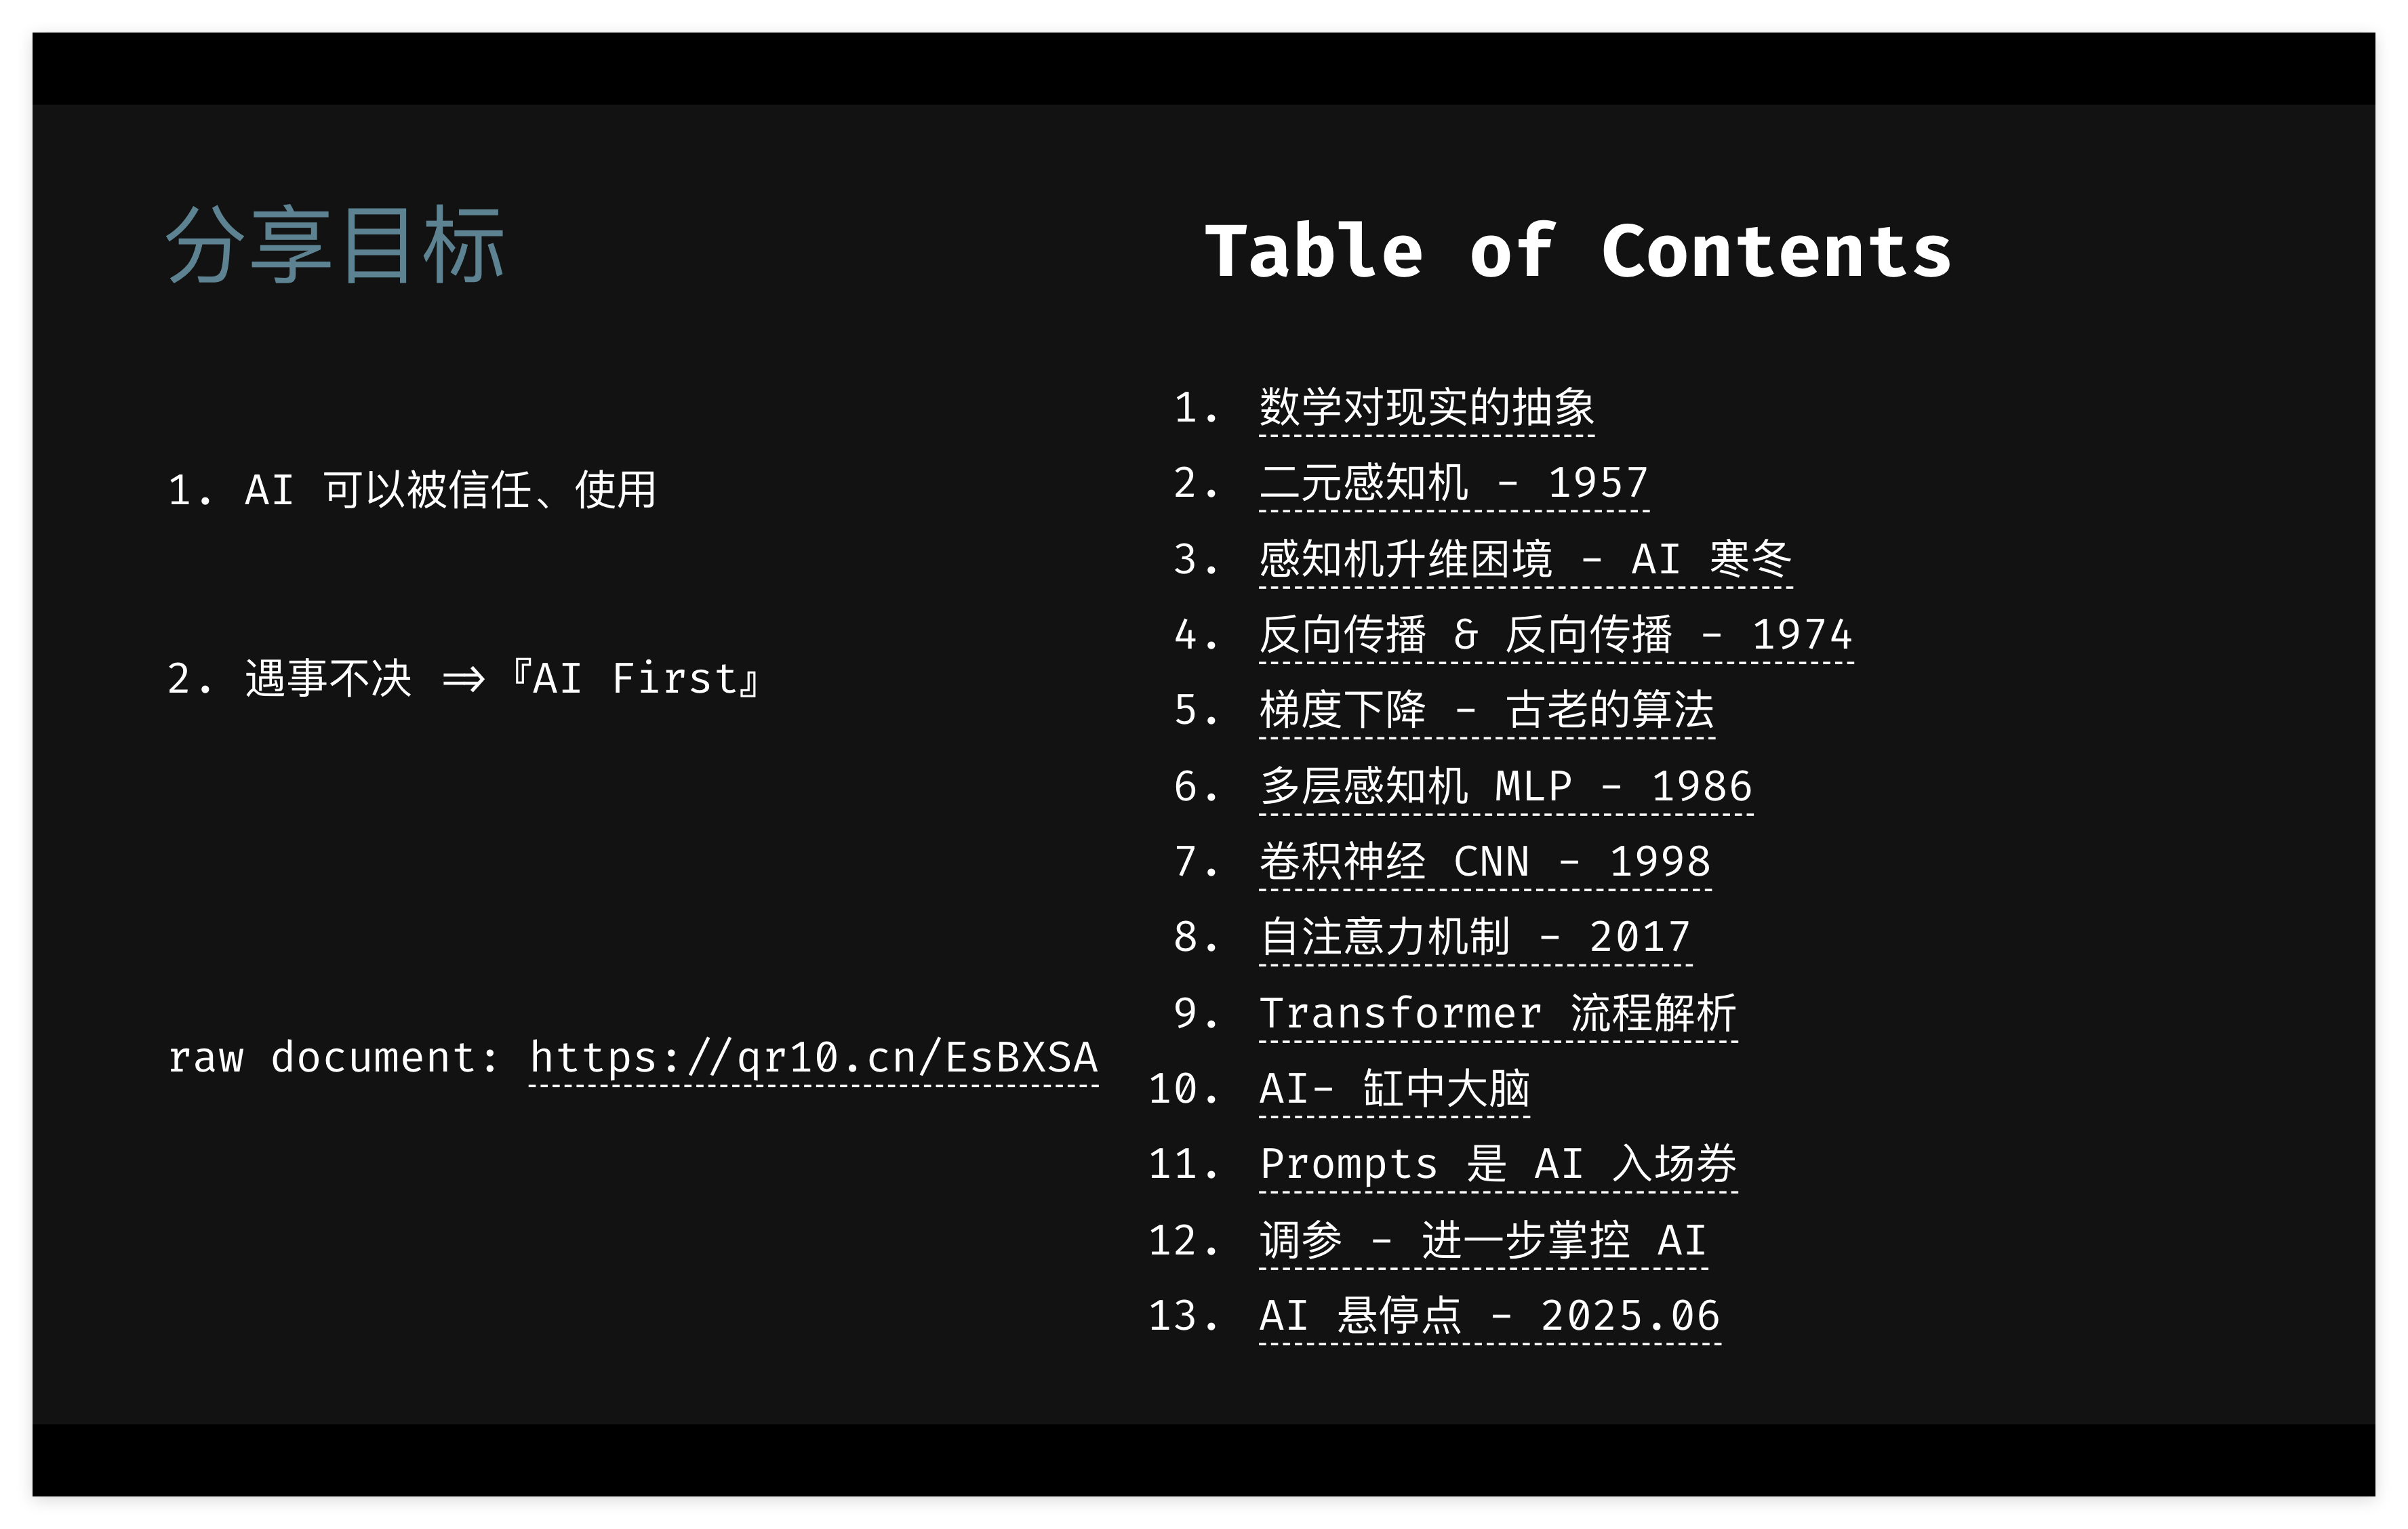 分享目标
1. AI 可以被信任、使用
2. 遇事不决 ⇒『AI First』
raw document: https://qr10.cn/EsBXSA
Table of Contents
1. 数学对现实的抽象
2. 二元感知机 - 1957
3. 感知机升维困境 - AI 寒冬
4. 反向传播 & 反向传播 - 1974
5. 梯度下降 - 古老的算法
6. 多层感知机 MLP - 1986
7. 卷积神经 CNN - 1998
8. 自注意力机制 - 2017
9. Transformer 流程解析
10. AI- 缸中大脑
11. Prompts 是 AI 入场券
12. 调参 - 进一步掌控 AI
13. AI 悬停点 - 2025.06